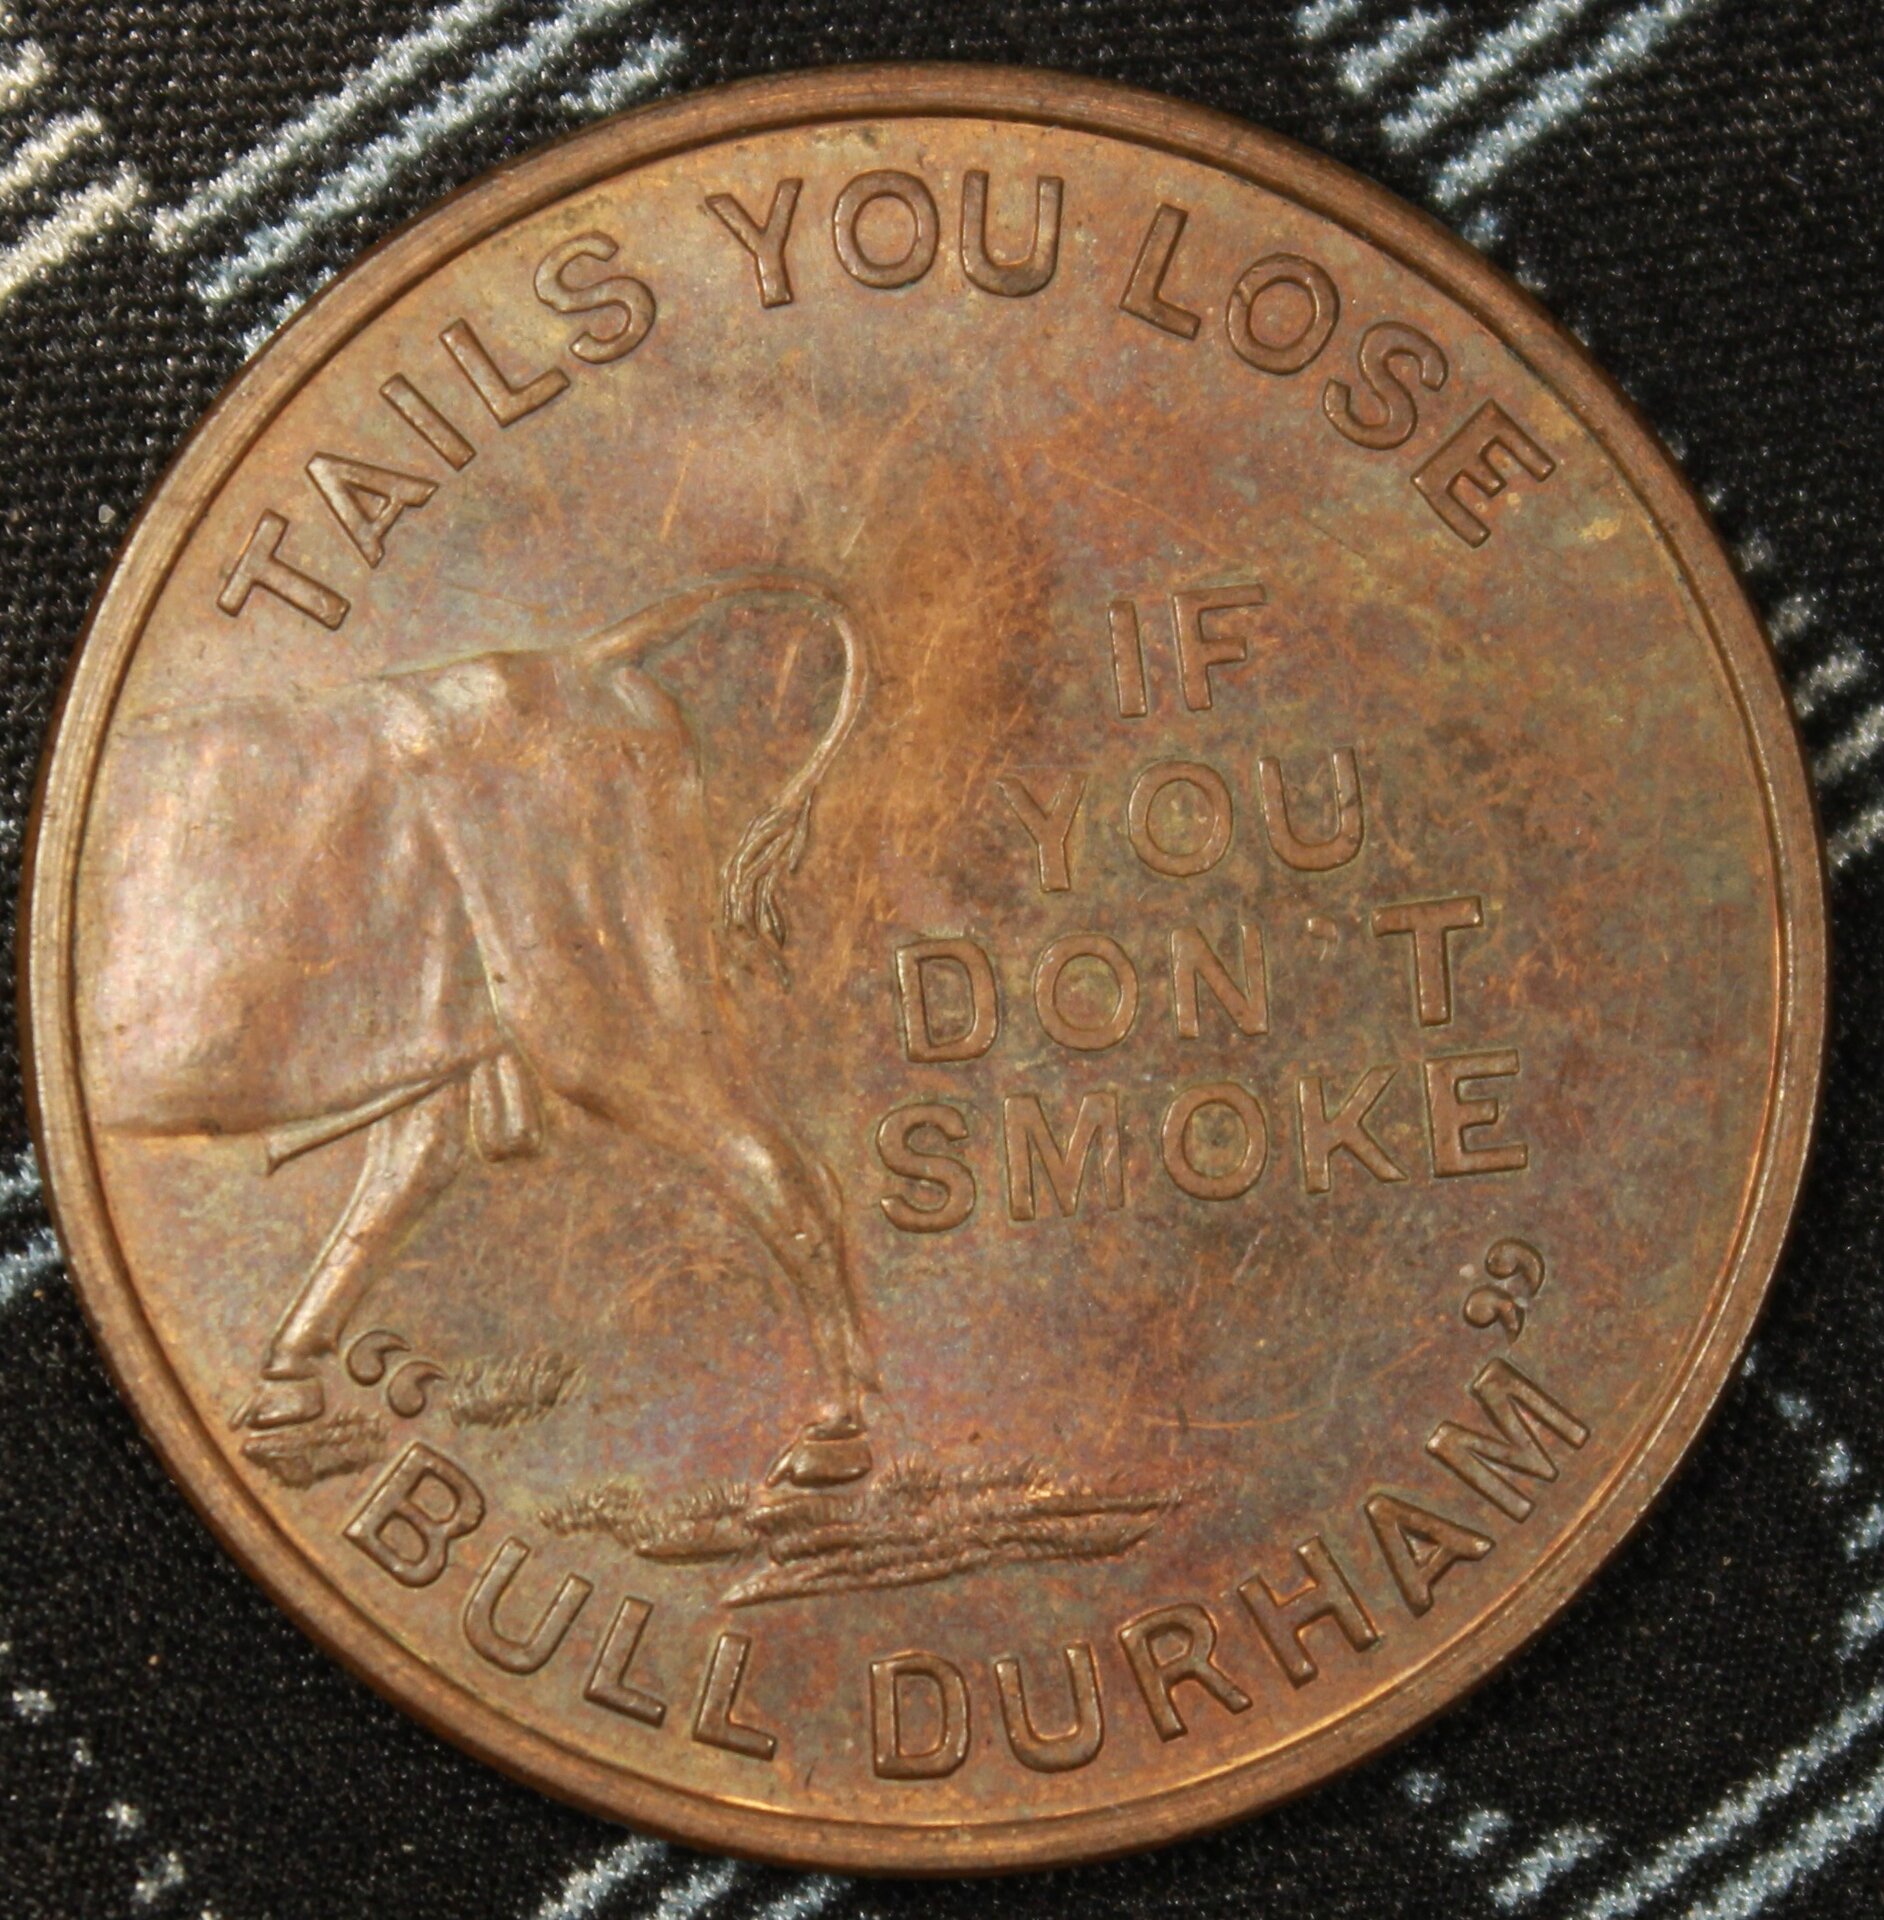 TAILS YOU LOSE
IF
YOU
DON'T
SMOKE
“BULL DURHAM”